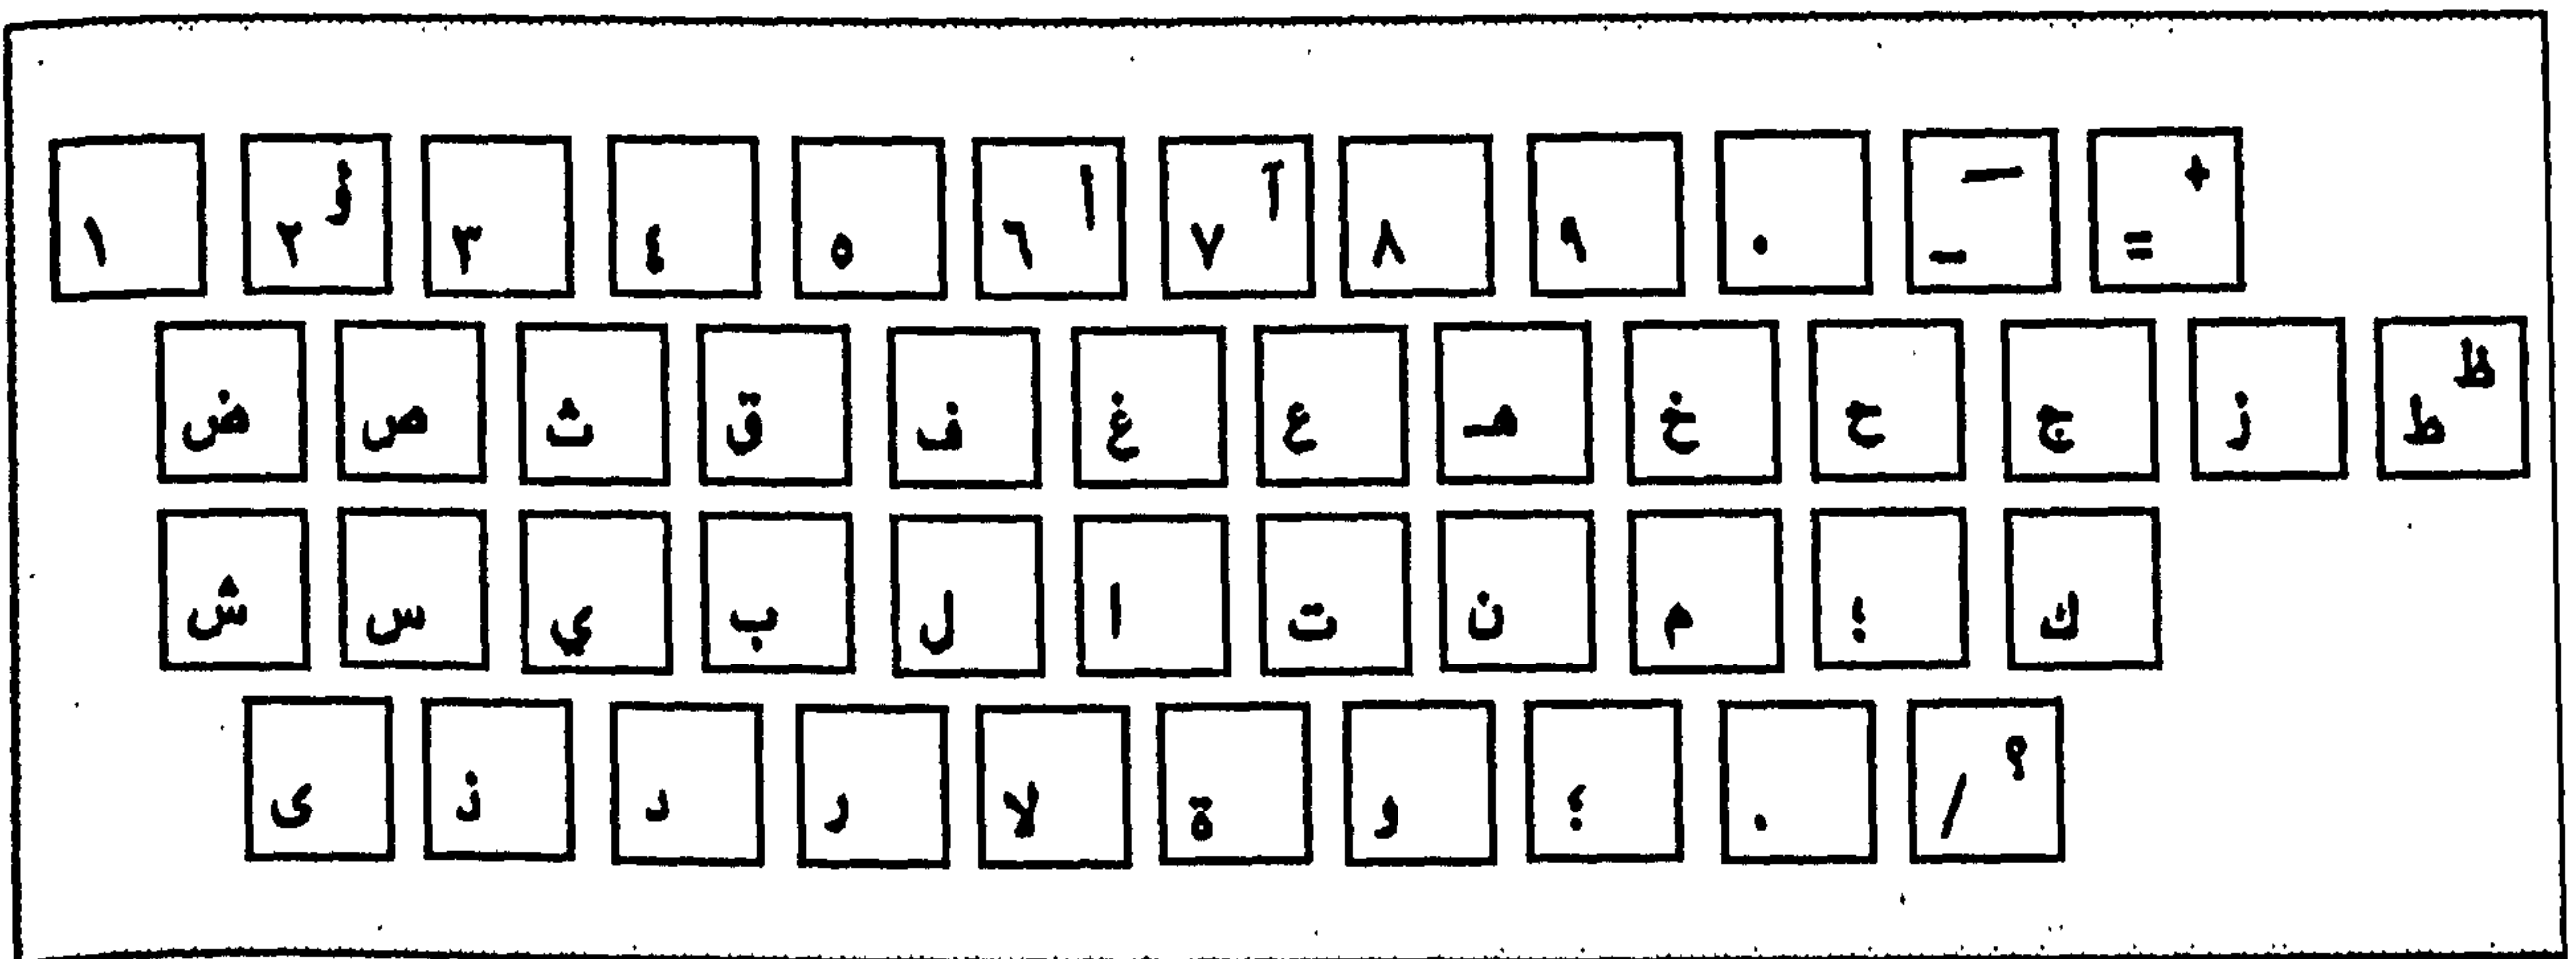 ١ ٢ ؤ ٣ ٤ ٥ ٦ أ ٧ آ ٨ ٩ ٠ - _ = +
ض ص ث ق ف غ ع هـ خ ح ج ز ط ظ
ش س ي ب ل ا ت ن م ؛ ك
ى ذ د ر لا ة و ؛ . / ؟